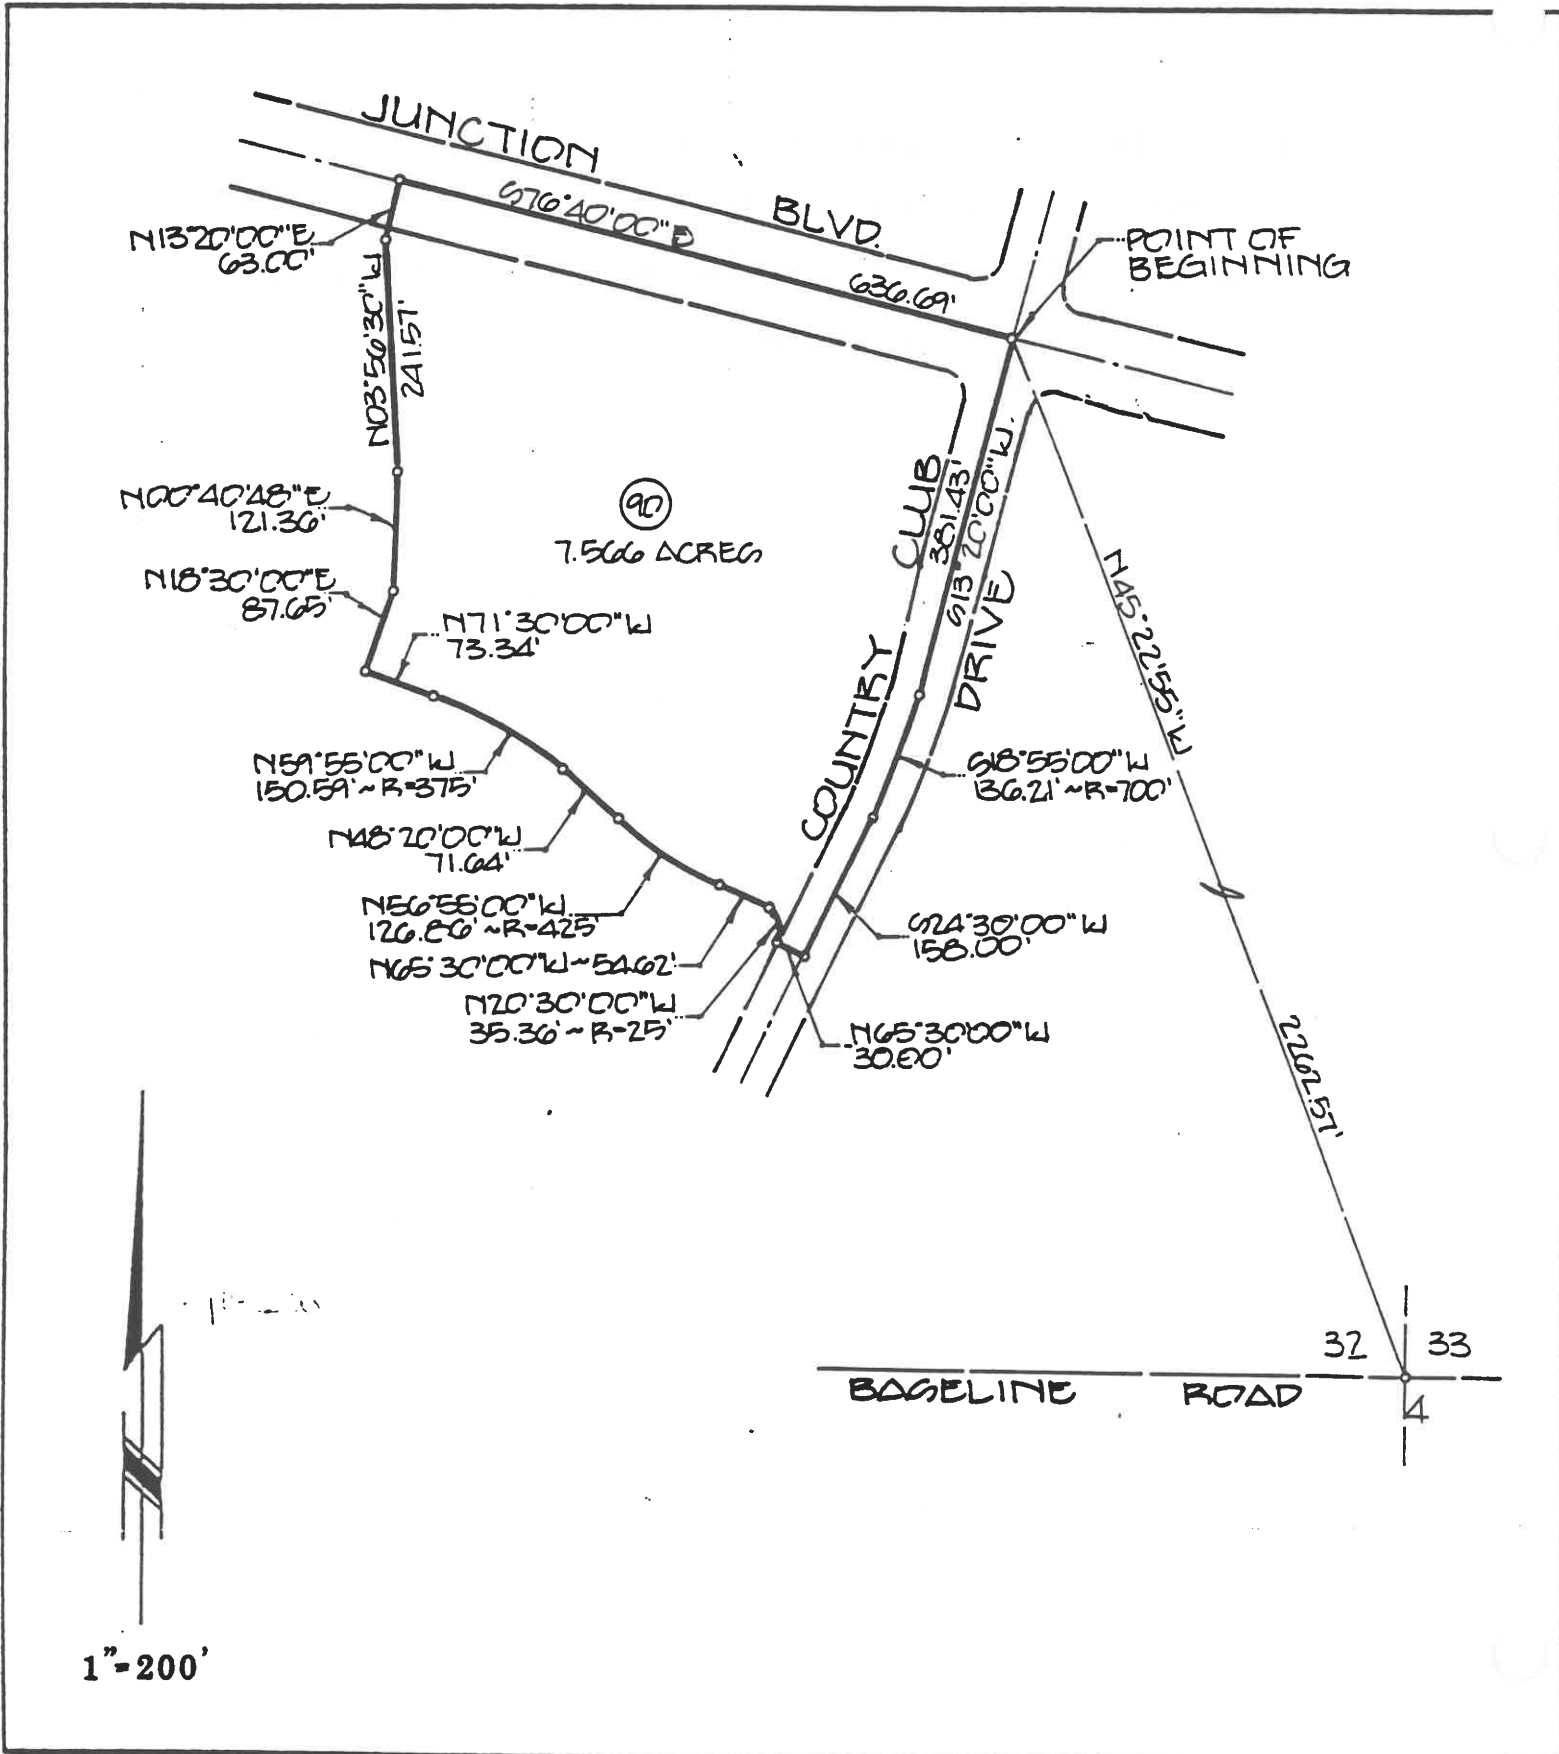 JUNCTION BLVD.
S76°40'00"E
636.69'
POINT OF
BEGINNING
N13°20'00"E
63.00'
N03°56'30"W
241.57'
N00°40'48"E
121.36'
N18°30'00"E
87.65'
90
7.566 ACRES
N71°30'00"W
73.34'
COUNTRY CLUB
DRIVE
381.43'
S13°20'00"W.
N45°22'55"W
2262.57'
N59°55'00"W
150.59'~R=375'
S18°55'00"W
136.21'~R=700'
N48°20'00"W
71.64'
N56°55'00"W
126.86'~R=425'
S24°30'00"W
158.00'
N65°30'00"W~54.62'
N20°30'00"W
35.36'~R=25'
N65°30'00"W
30.00'
32 33
BASELINE ROAD
4
1"=200'